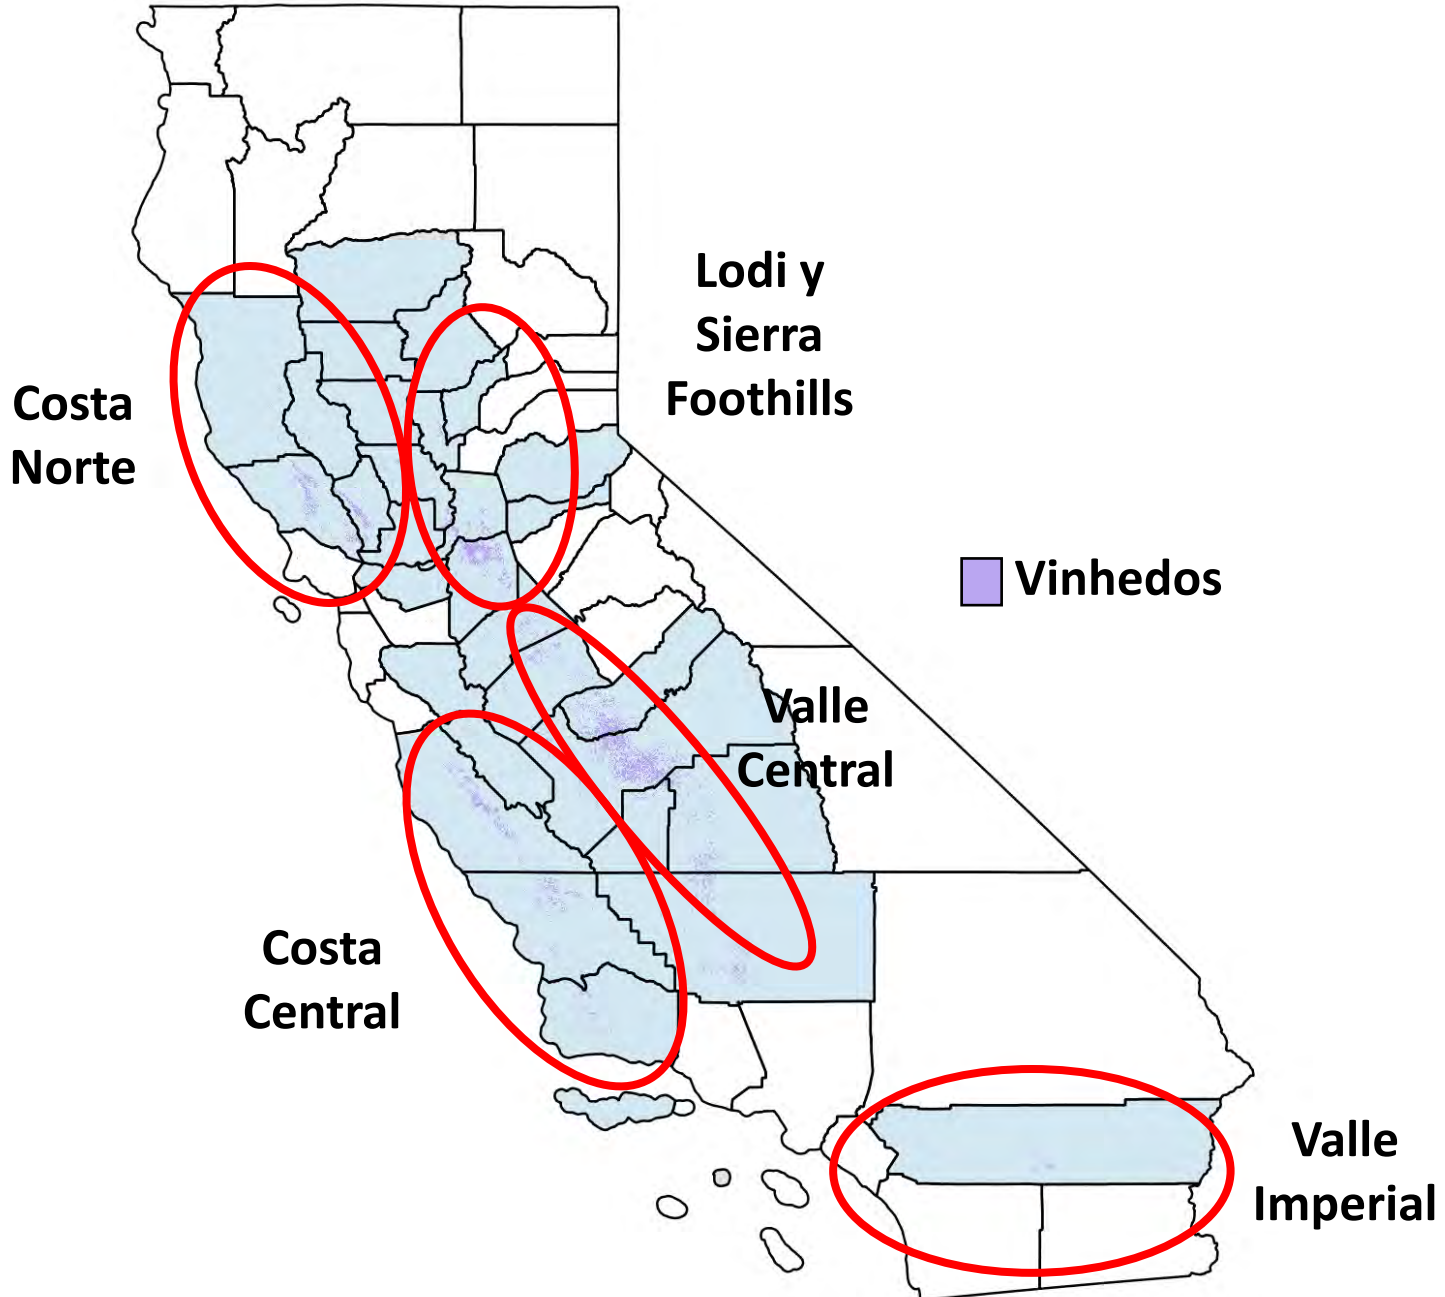 Lodi y
Sierra
Foothills
Costa
Norte
Vinhedos
Valle
Central
Costa
Central
Valle
Imperial